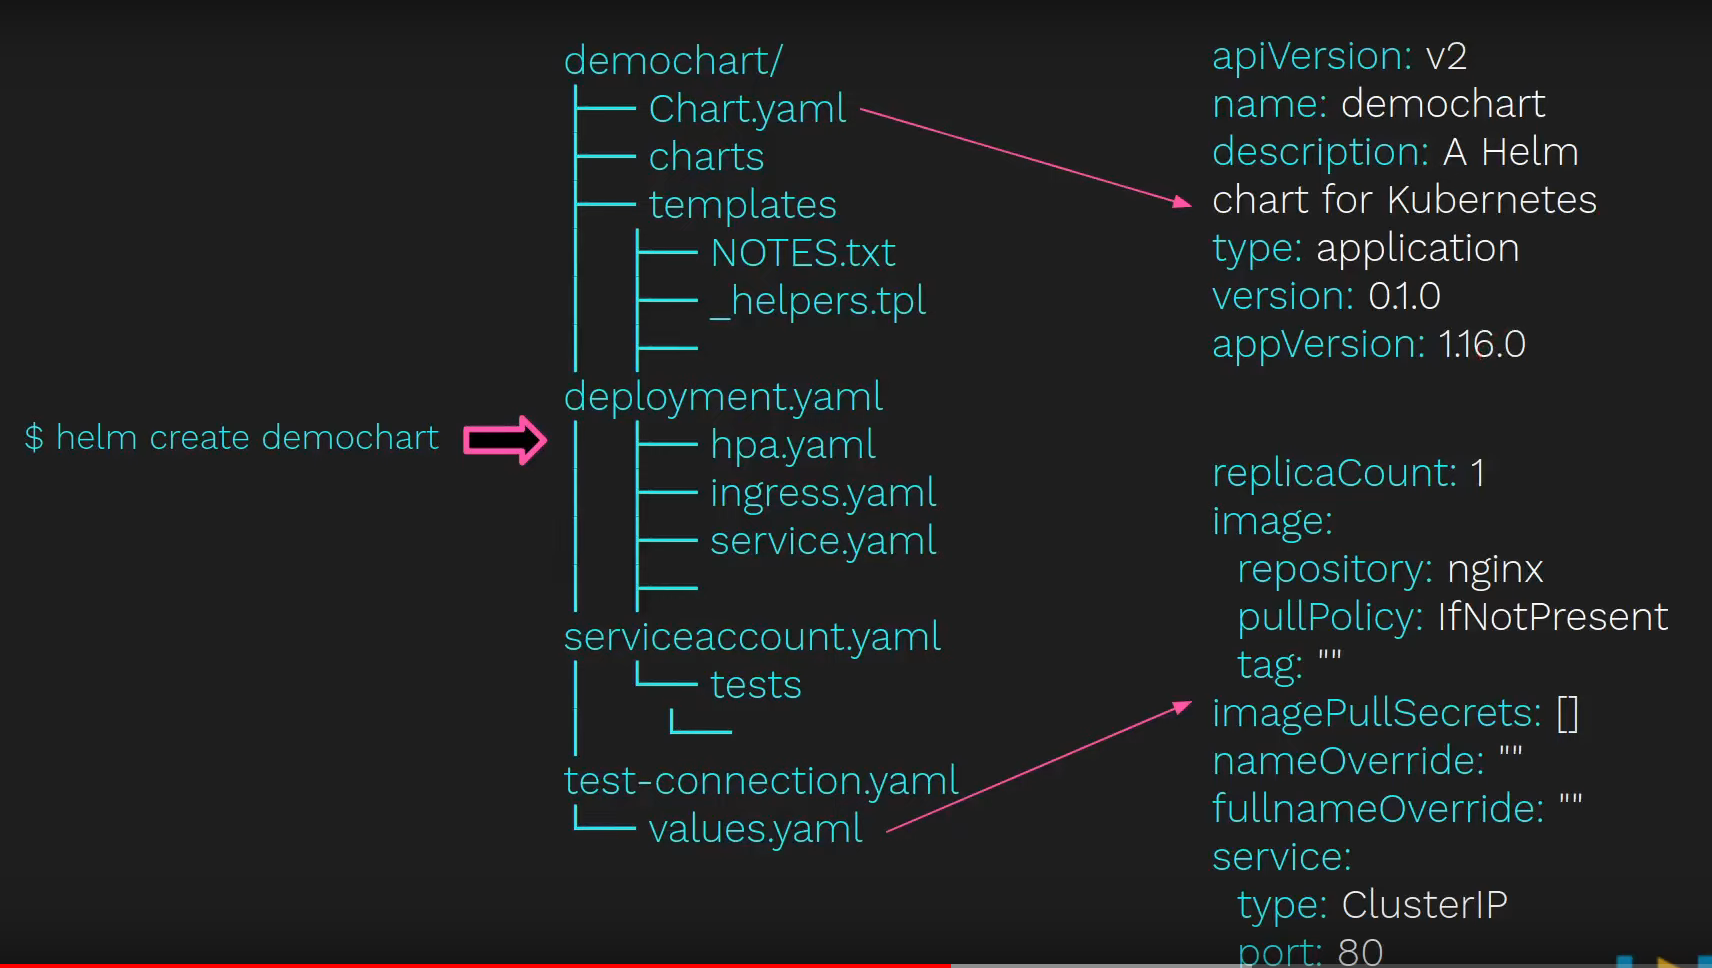 $ helm create demochart
demochart/
├── Chart.yaml
├── charts
├── templates
│   ├── NOTES.txt
│   ├── _helpers.tpl
│   ├──
deployment.yaml
│   ├── hpa.yaml
│   ├── ingress.yaml
│   ├── service.yaml
│   ├──
serviceaccount.yaml
│   └── tests
│     └──
test-connection.yaml
└── values.yaml
apiVersion: v2
name: demochart
description: A Helm
chart for Kubernetes
type: application
version: 0.1.0
appVersion: 1.16.0
replicaCount: 1
image:
  repository: nginx
  pullPolicy: IfNotPresent
  tag: ""
imagePullSecrets: []
nameOverride: ""
fullnameOverride: ""
service:
  type: ClusterIP
  port: 80